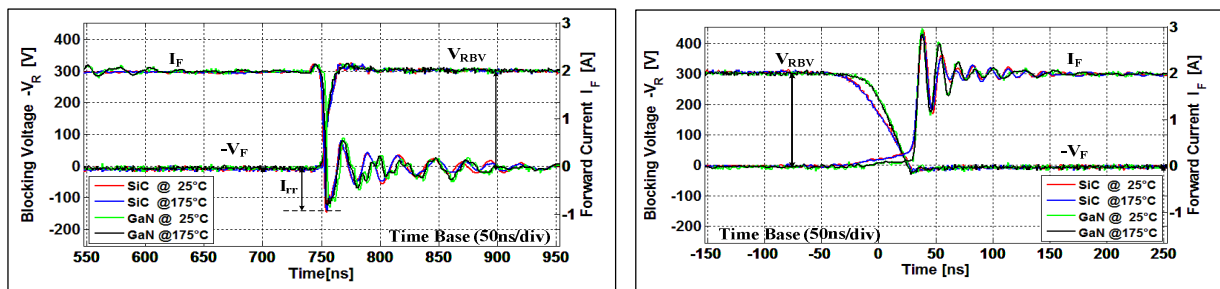 Blocking Voltage -V_R [V]
400
300
200
100
0
-100
-200
I_F
V_RBV
-V_F
I_rr
SiC @ 25°C
SiC @175°C
GaN @ 25°C
GaN @175°C
Time Base (50ns/div)
550
600
650
700
750
800
850
900
950
Time[ns]
3
2
1
0
-1
Forward Current I_F [A]
Blocking Voltage -V_R [V]
400
300
200
100
0
-100
-200
V_RBV
I_F
-V_F
SiC @ 25°C
SiC @175°C
GaN @ 25°C
GaN @175°C
Time Base (50ns/div)
-150
-100
-50
0
50
100
150
200
250
Time [ns]
3
2
1
0
-1
Forward Current I_F [A]